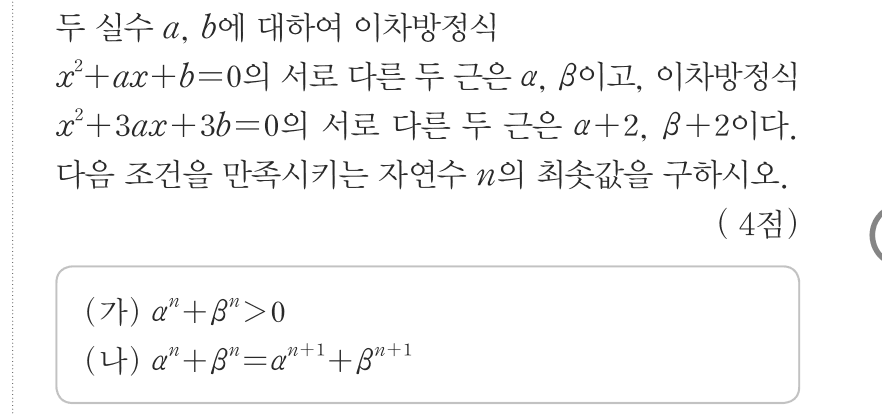 두 실수 a, b에 대하여 이차방정식
x²+ax+b=0의 서로 다른 두 근은 α, β이고, 이차방정식
x²+3ax+3b=0의 서로 다른 두 근은 α+2, β+2이다.
다음 조건을 만족시키는 자연수 n의 최솟값을 구하시오.
( 4점)
(가) αⁿ+βⁿ>0
(나) αⁿ+βⁿ=αⁿ⁺¹+βⁿ⁺¹